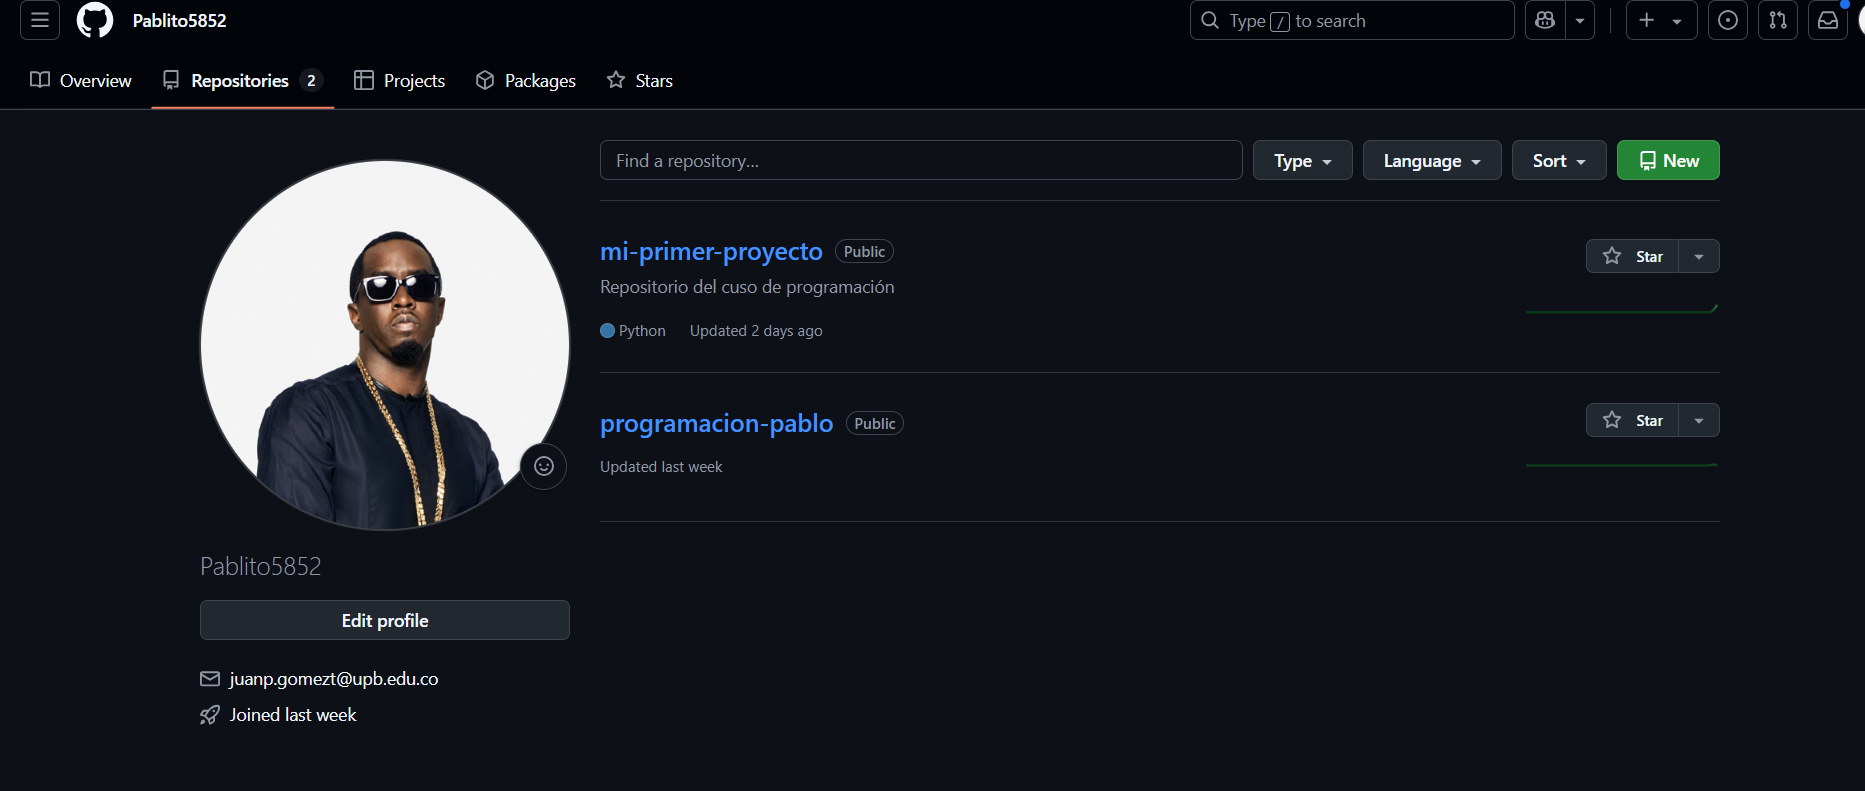 Pablito5852
Type / to search
Overview
Repositories 2
Projects
Packages
Stars
Find a repository...
Type
Language
Sort
New
mi-primer-proyecto Public
Star
Repositorio del cuso de programación
Python Updated 2 days ago
programacion-pablo Public
Star
Updated last week
Pablito5852
Edit profile
juanp.gomezt@upb.edu.co
Joined last week